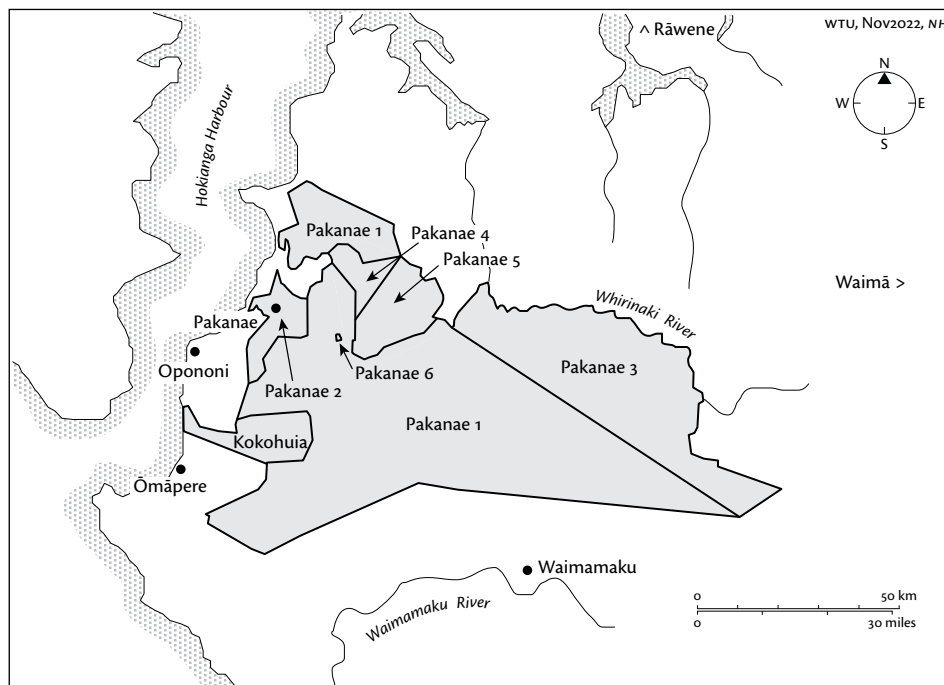 WTU, Nov2022, NH
^ Rāwene
N
W
E
S
Hokianga Harbour
Pakanae 1
Pakanae 4
Pakanae 5
Waimā >
Whirinaki River
Pakanae
Opononi
Pakanae 2
Pakanae 6
Pakanae 3
Pakanae 1
Kokohuia
Ōmāpere
Waimamaku
Waimamaku River
0
50 km
0
30 miles